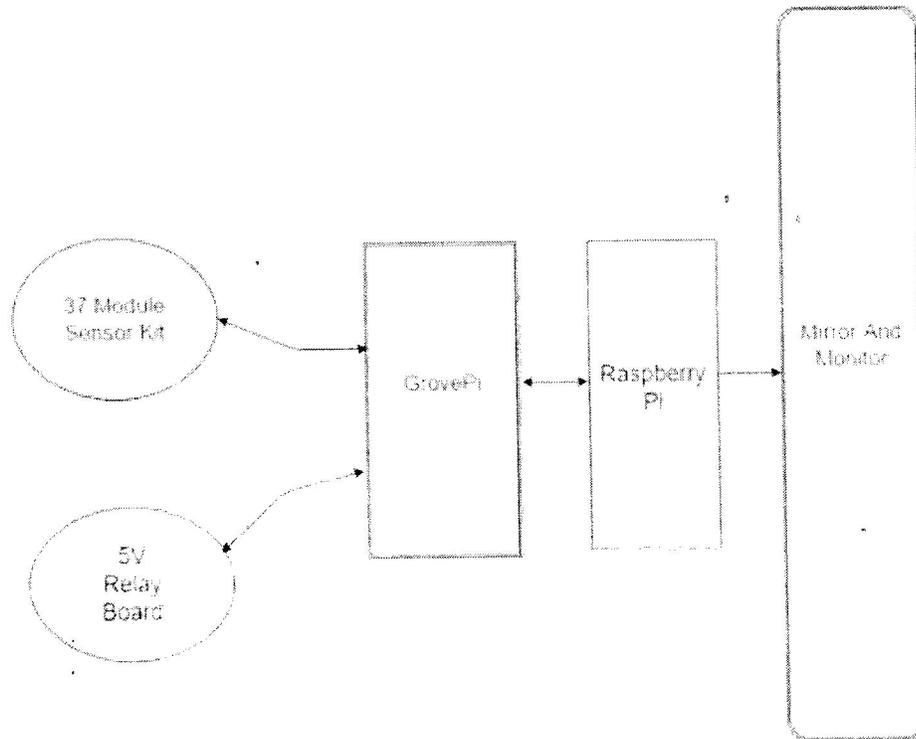 37 Module
Sensor Kit
5V
Relay
Board
GrovePi
Raspberry
Pi
Mirror And
Monitor